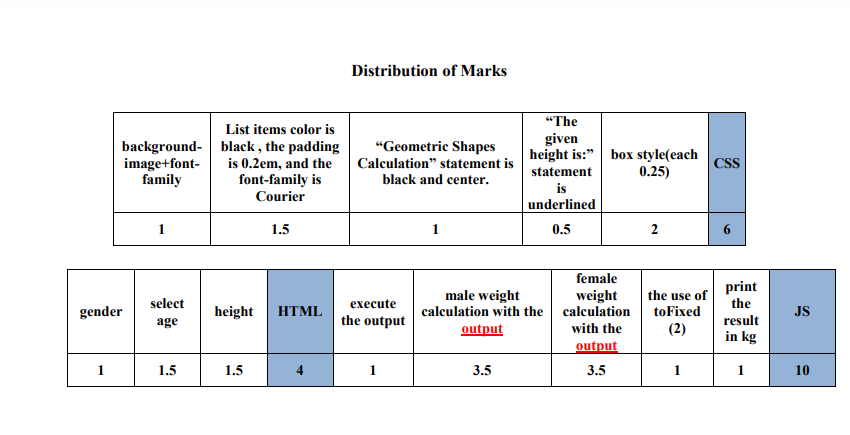 Distribution of Marks
background-
image+font-
family
List items color is
black , the padding
is 0.2em, and the
font-family is
Courier
“Geometric Shapes
Calculation” statement is
black and center.
“The
given
height is:”
statement
is
underlined
box style(each
0.25)
CSS
1
1.5
1
0.5
2
6
gender
select
age
height
HTML
execute
the output
male weight
calculation with the
output
female
weight
calculation
with the
output
the use of
toFixed
(2)
print
the
result
in kg
JS
1
1.5
1.5
4
1
3.5
3.5
1
1
10